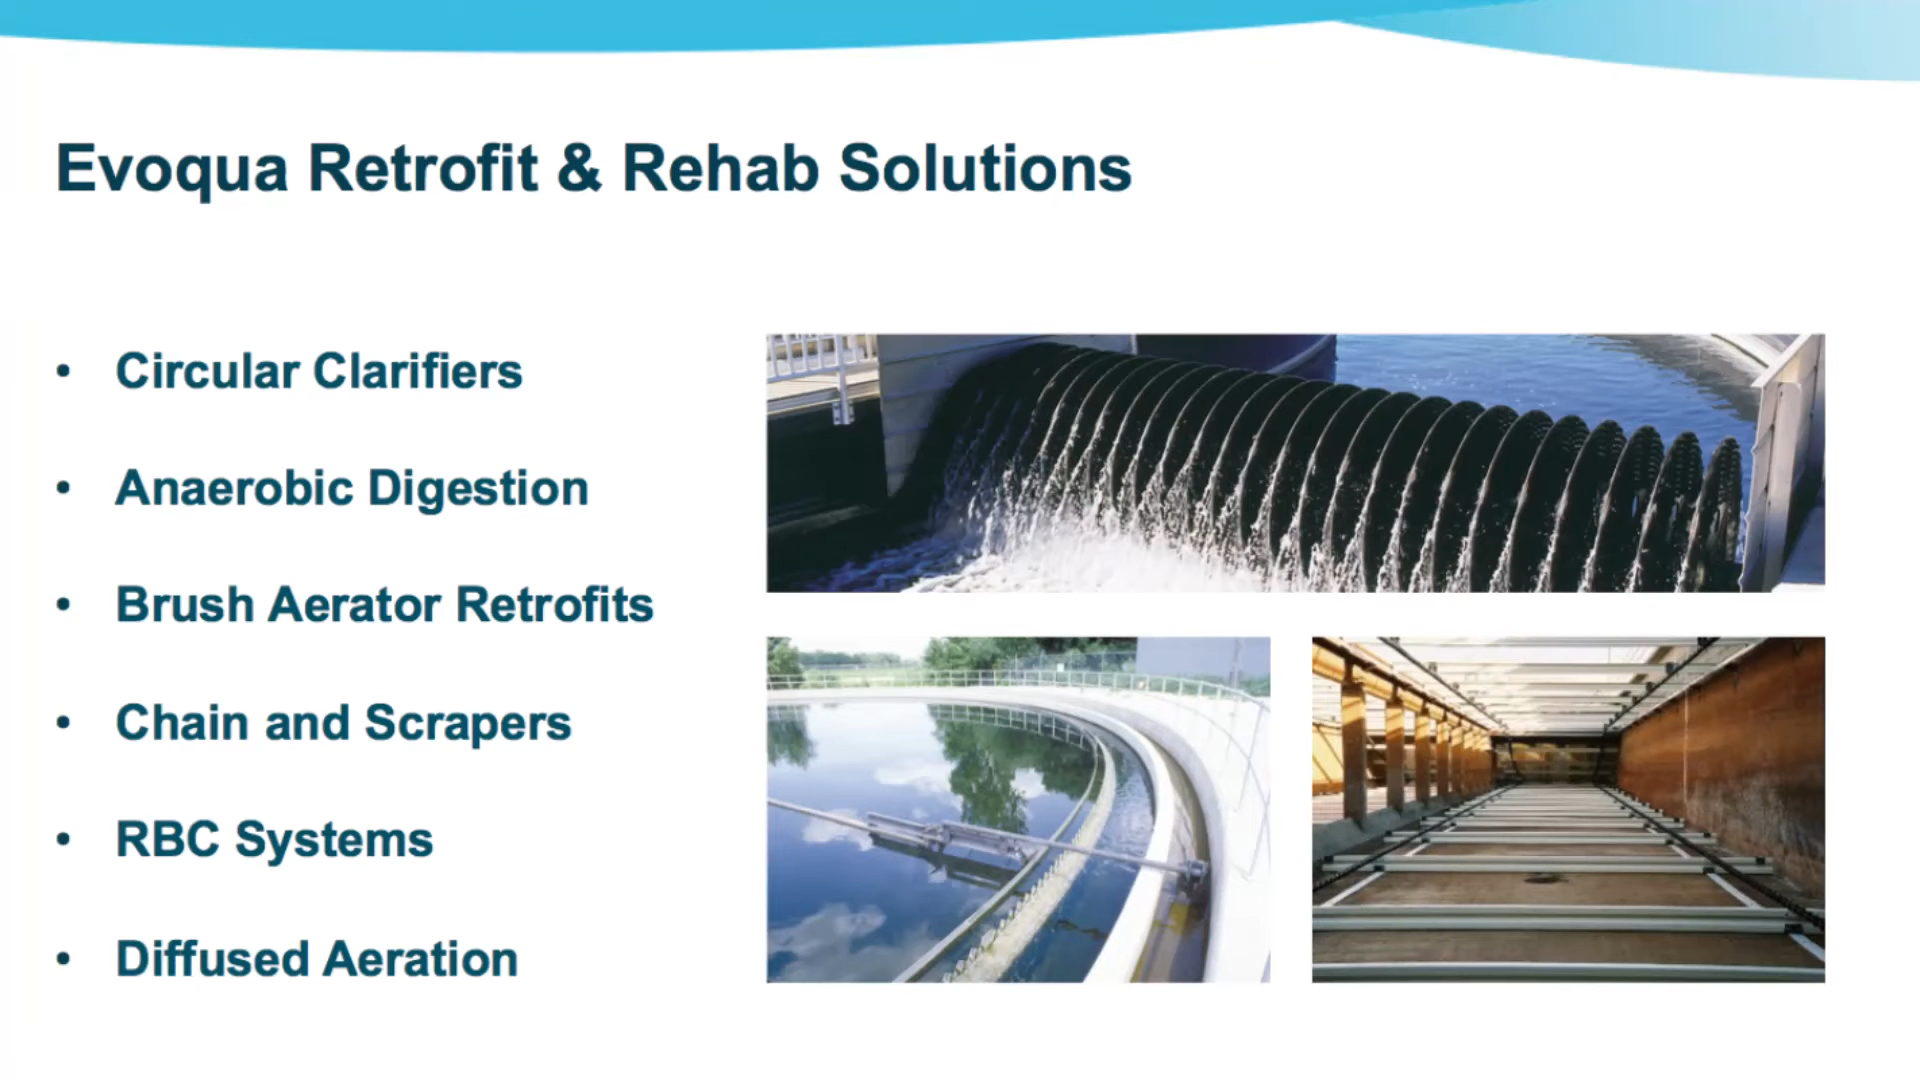 Evoqua Retrofit & Rehab Solutions
• Circular Clarifiers
• Anaerobic Digestion
• Brush Aerator Retrofits
• Chain and Scrapers
• RBC Systems
• Diffused Aeration